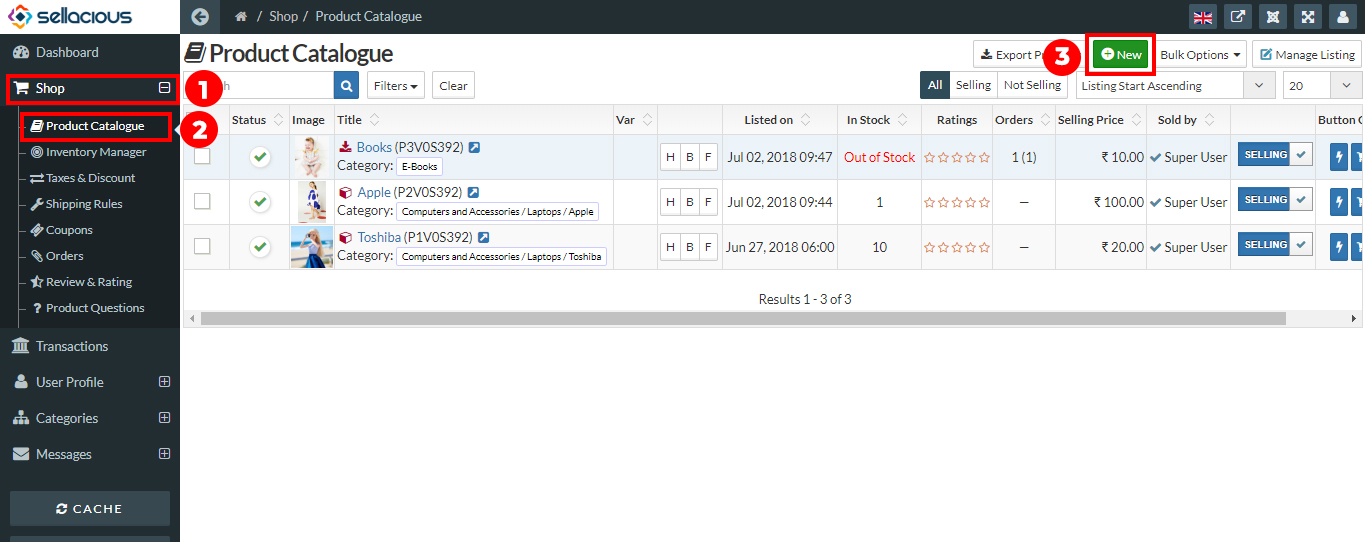 sellacious
Shop / Product Catalogue
Dashboard
Shop
Product Catalogue
Inventory Manager
Taxes & Discount
Shipping Rules
Coupons
Orders
Review & Rating
? Product Questions
Transactions
User Profile
Categories
Messages
CACHE
1
2
Product Catalogue
Export
3
New
Bulk Options
Manage Listing
Filters
Clear
All
Selling
Not Selling
Listing Start Ascending
20
Status Image Title Var Listed on In Stock Ratings Orders Selling Price Sold by Button
Books (P3V0S392) H B F Jul 02, 2018 09:47 Out of Stock 1 (1) ₹ 10.00 Super User SELLING
Category: E-Books
Apple (P2V0S392) H B F Jul 02, 2018 09:44 1 — ₹ 100.00 Super User SELLING
Category: Computers and Accessories / Laptops / Apple
Toshiba (P1V0S392) H B F Jun 27, 2018 06:00 10 — ₹ 20.00 Super User SELLING
Category: Computers and Accessories / Laptops / Toshiba
Results 1 - 3 of 3